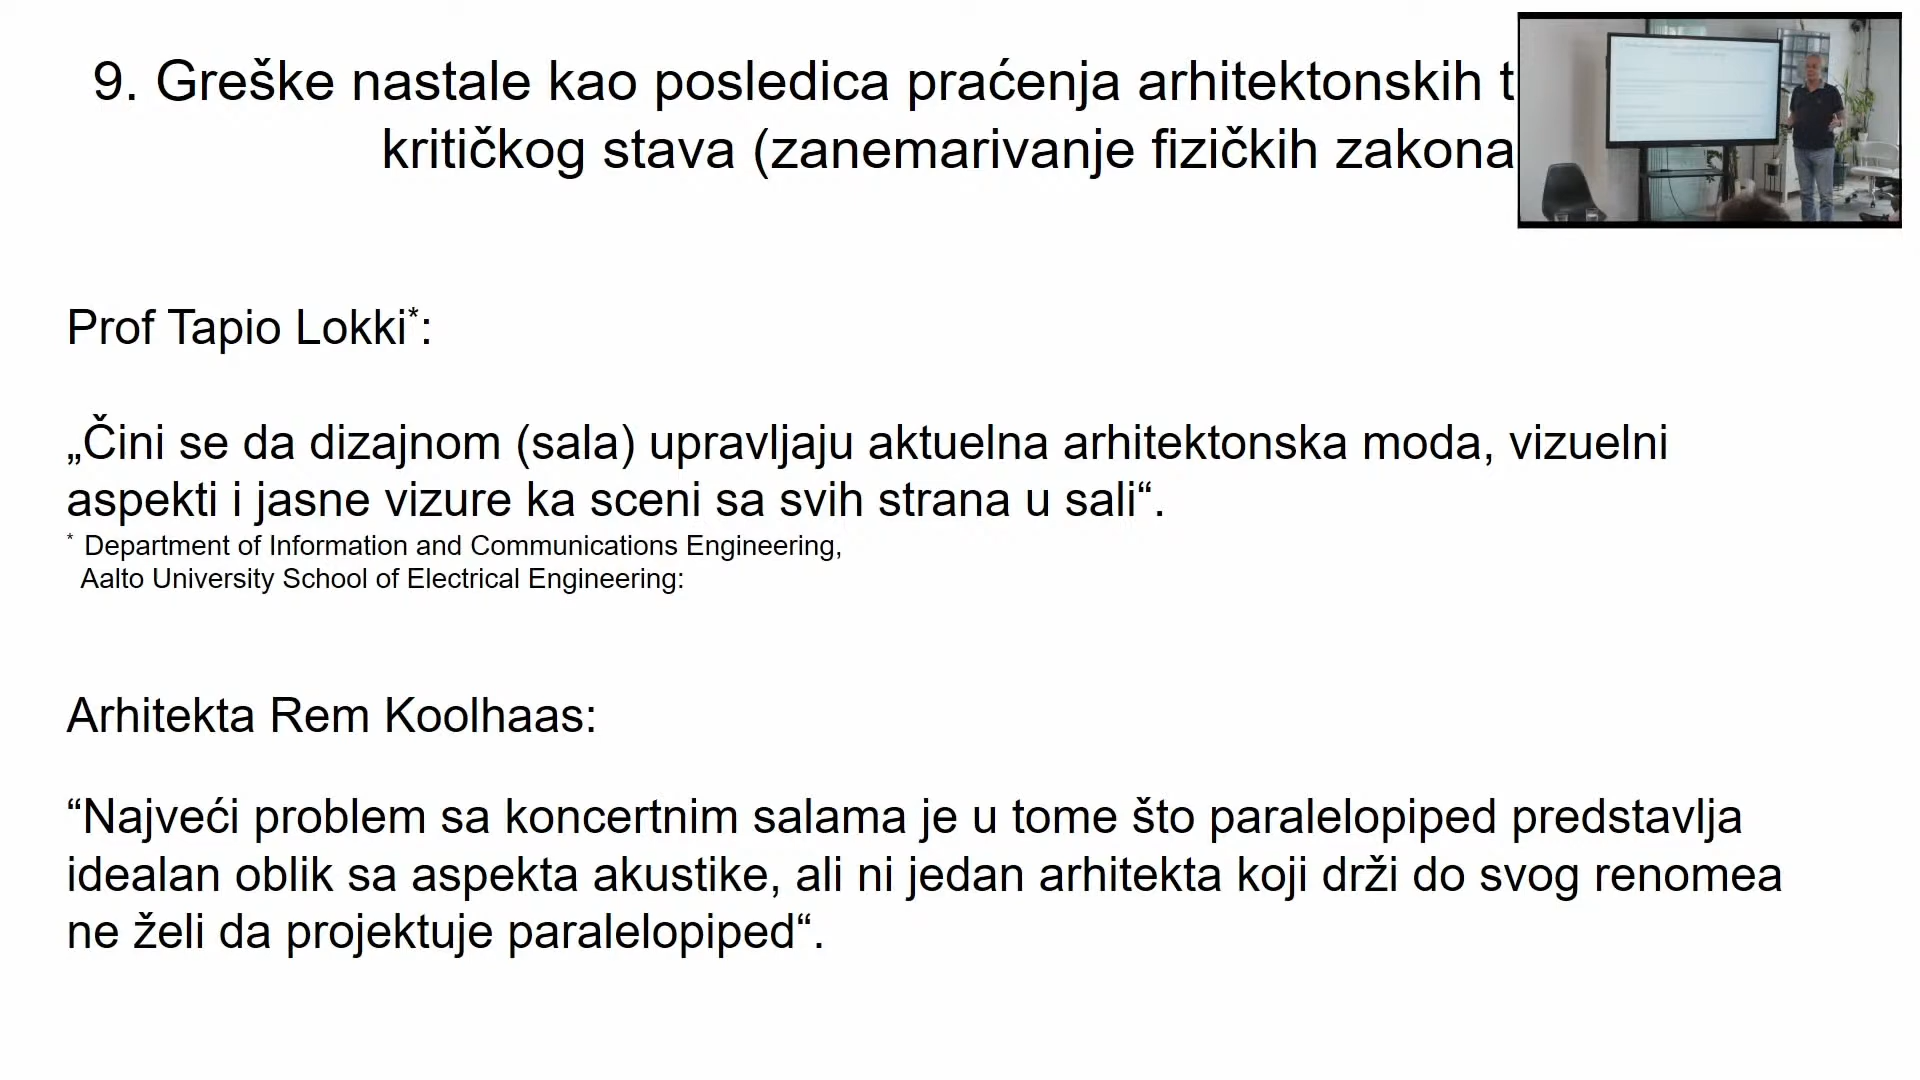 9. Greške nastale kao posledica praćenja arhitektonskih
kritičkog stava (zanemarivanje fizičkih zakona
Prof Tapio Lokki*:
„Čini se da dizajnom (sala) upravljaju aktuelna arhitektonska moda, vizuelni
aspekti i jasne vizure ka sceni sa svih strana u sali“.
* Department of Information and Communications Engineering,
Aalto University School of Electrical Engineering:
Arhitekta Rem Koolhaas:
“Najveći problem sa koncertnim salama je u tome što paralelopiped predstavlja
idealan oblik sa aspekta akustike, ali ni jedan arhitekta koji drži do svog renomea
ne želi da projektuje paralelopiped“.